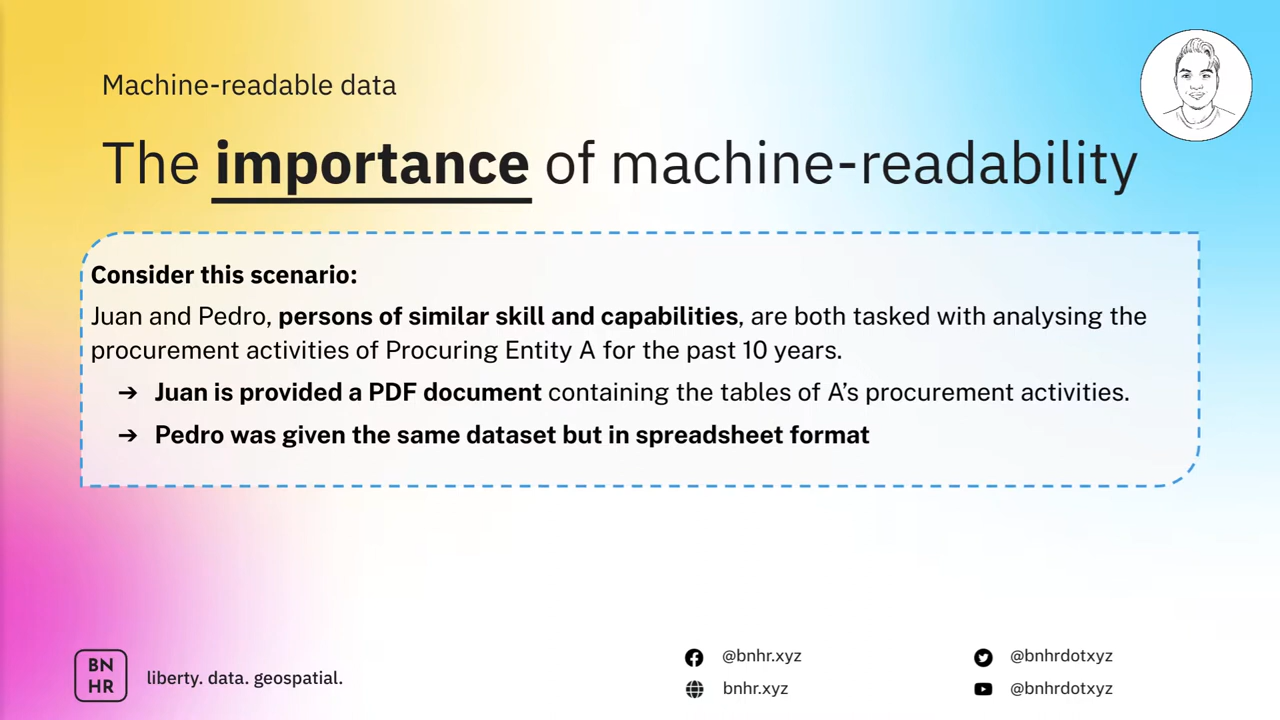 Machine-readable data
The importance of machine-readability
Consider this scenario:
Juan and Pedro, persons of similar skill and capabilities, are both tasked with analysing the
procurement activities of Procuring Entity A for the past 10 years.
➔ Juan is provided a PDF document containing the tables of A’s procurement activities.
➔ Pedro was given the same dataset but in spreadsheet format
BN
HR
liberty. data. geospatial.
@bnhr.xyz
bnhr.xyz
@bnhrdotxyz
@bnhrdotxyz